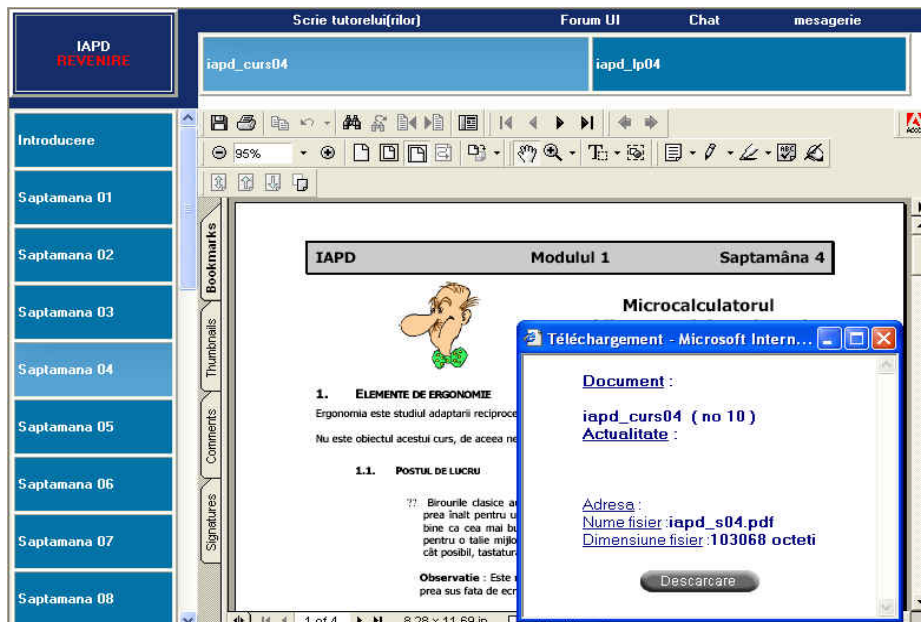 Scrie tutorelui(rilor) Forum UI Chat mesagerie
IAPD
REVENIRE
iapd_curs04 iapd_lp04
Introducere
Saptamana 01
Saptamana 02
Saptamana 03
Saptamana 04
Saptamana 05
Saptamana 06
Saptamana 07
Saptamana 08
95%
Bookmarks
Thumbnails
Comments
Signatures
IAPD Modulul 1 Saptamâna 4
Microcalculatorul
1. ELEMENTE DE ERGONOMIE
Ergonomia este studiul adaptarii reciproce
Nu este obiectul acestui curs, de aceea ne
1.1. POSTUL DE LUCRU
?? Birourile clasice au
prea înalt pentru u
bine ca cea mai bu
pentru o talie mijlo
cât posibil, tastatura
Observatie : Este
prea sus fata de ecr
1 of 4 8.28 x 11.69 in
Téléchargement - Microsoft Intern...
Document :
iapd_curs04 ( no 10 )
Actualitate :
Adresa :
Nume fisier :iapd_s04.pdf
Dimensiune fisier :103068 octeti
Descarcare